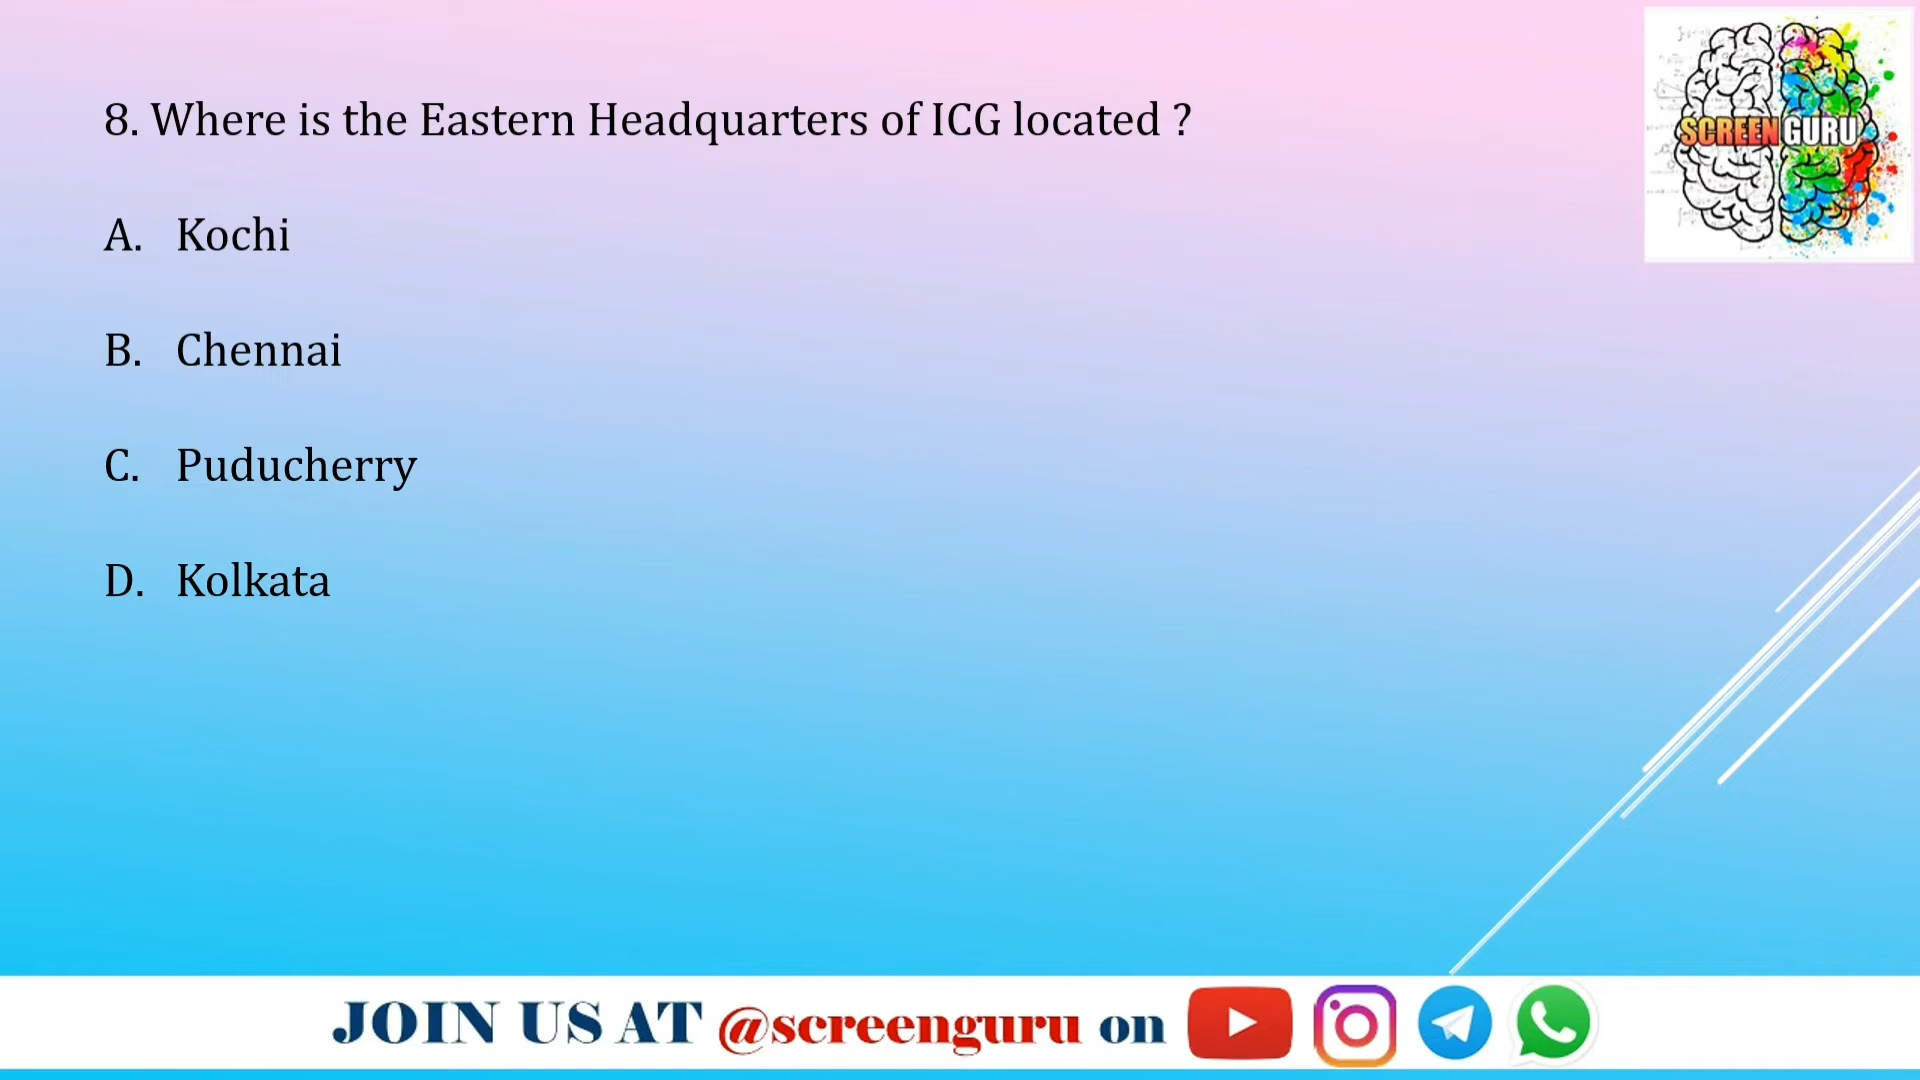 8. Where is the Eastern Headquarters of ICG located ?
SCREEN GURU
A. Kochi
B. Chennai
C. Puducherry
D. Kolkata
JOIN US AT @screenguru on